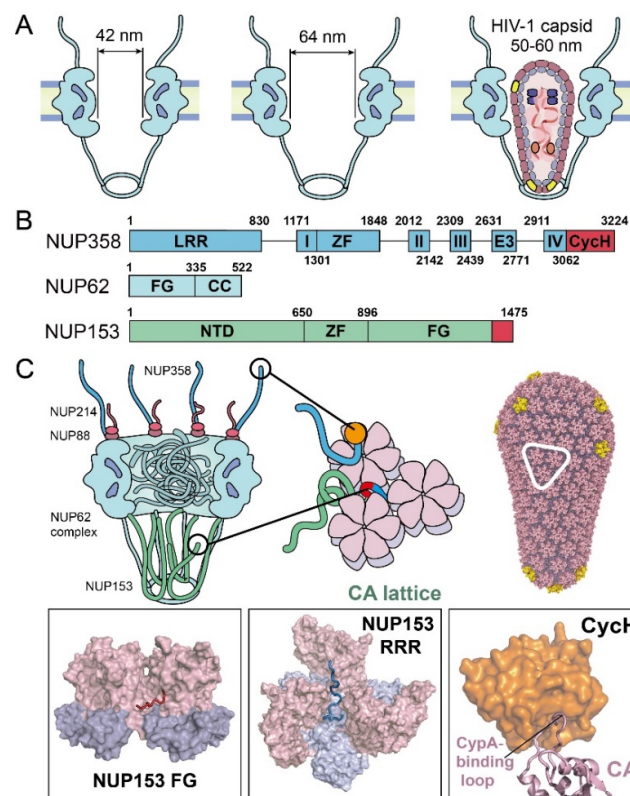 A
42 nm
64 nm
HIV-1 capsid
50-60 nm
B
1 830 1171 1848 2012 2309 2631 2911 3224
NUP358 LRR I ZF II III E3 IV CycH
1301 2142 2439 2771 3062
1 335 522
NUP62 FG CC
1 650 896 1475
NUP153 NTD ZF FG
C
NUP358
NUP214
NUP88
NUP62
complex
NUP153
CA lattice
NUP153 FG
NUP153
RRR
CycH
CypA-
binding
loop
CA